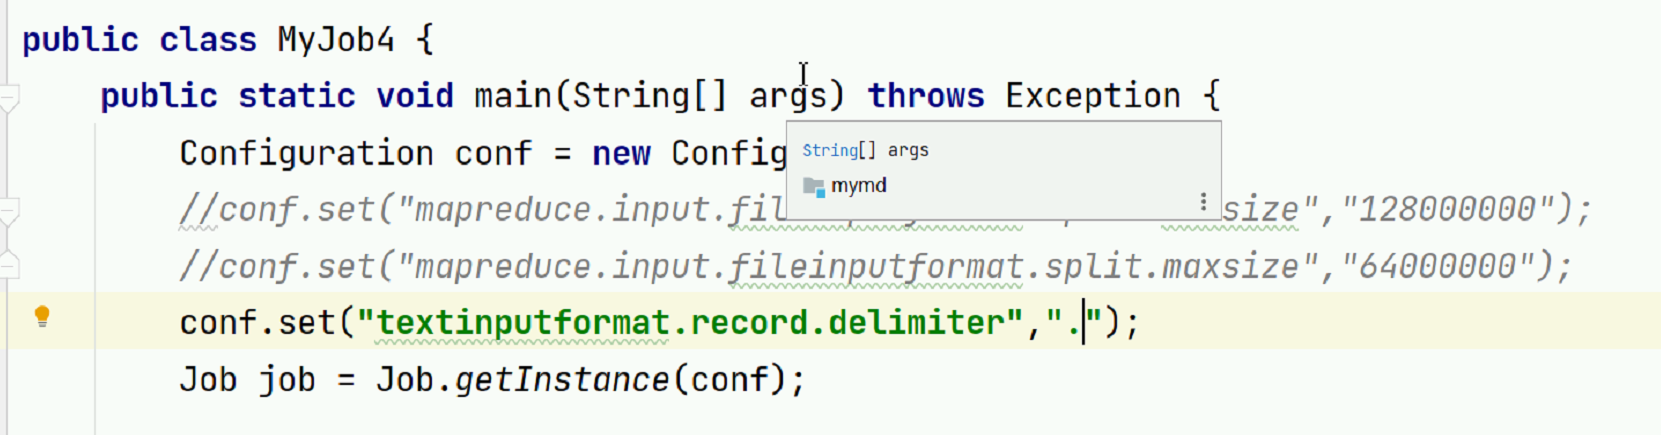 public class MyJob4 {
public static void main(String[] args) throws Exception {
Configuration conf = new Config
String[] args
mymd
//conf.set("mapreduce.input.fil size","128000000");
//conf.set("mapreduce.input.fileinputformat.split.maxsize","64000000");
conf.set("textinputformat.record.delimiter",".");
Job job = Job.getInstance(conf);